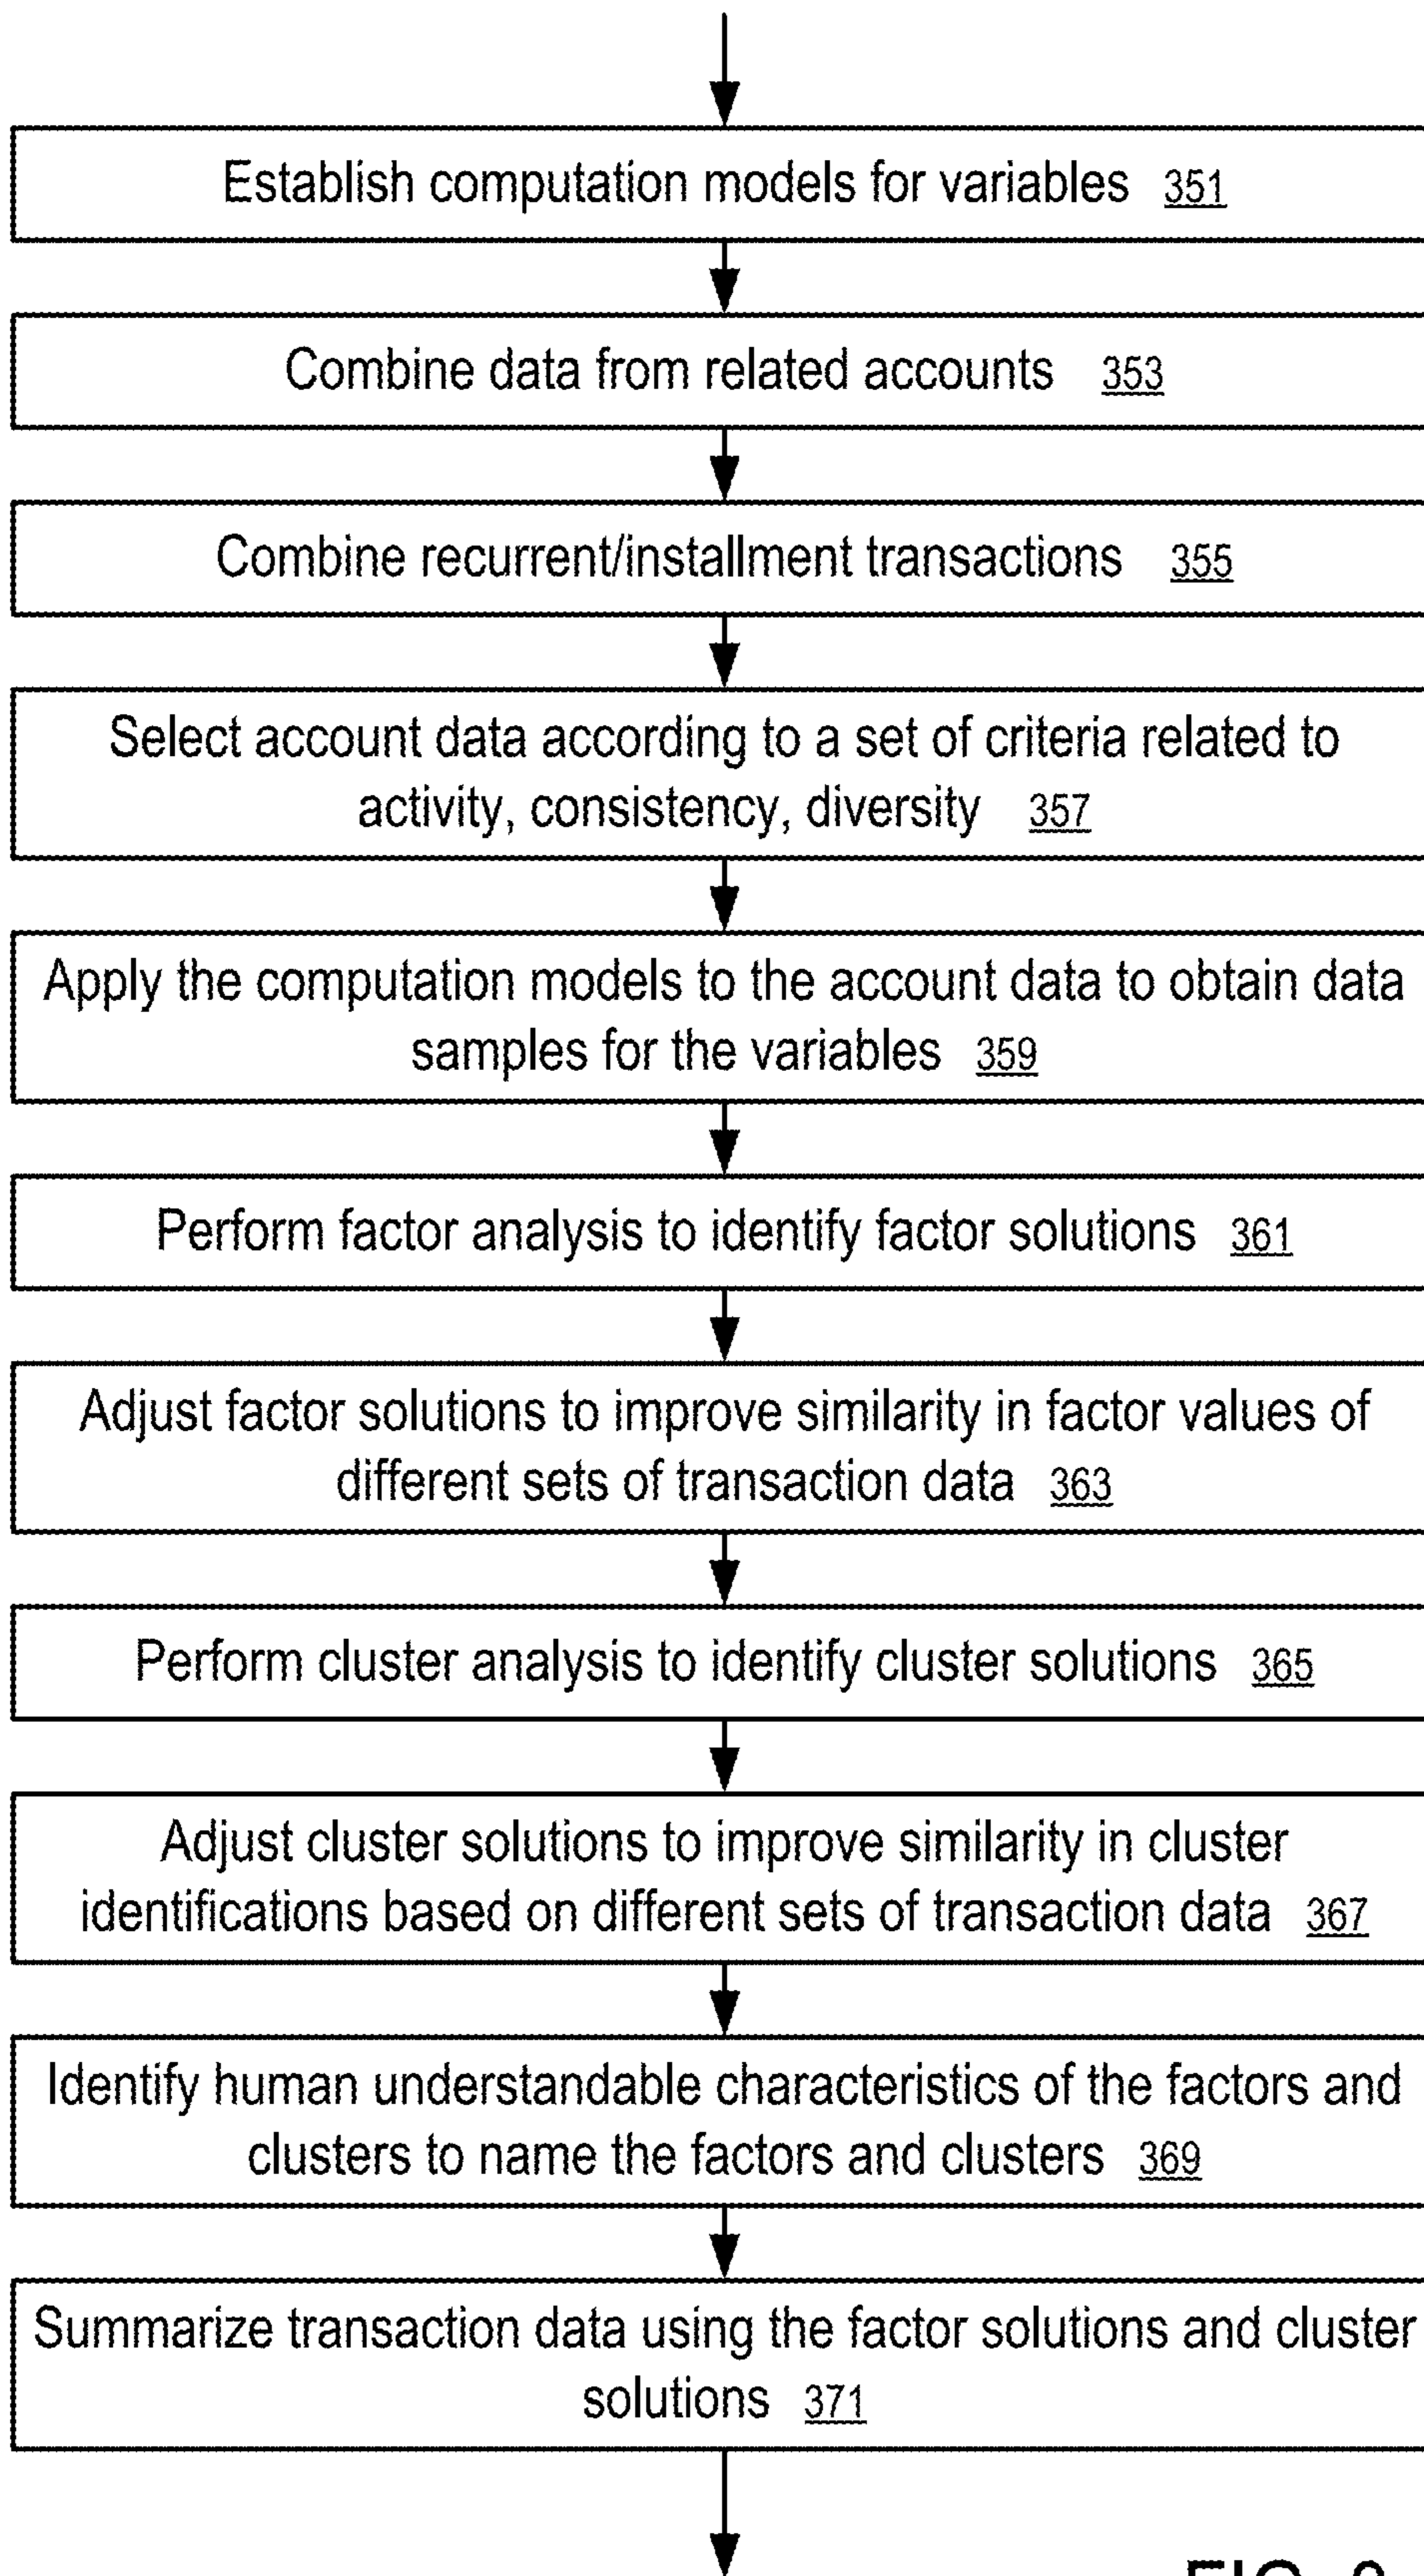 Establish computation models for variables 351
Combine data from related accounts 353
Combine recurrent/installment transactions 355
Select account data according to a set of criteria related to
activity, consistency, diversity 357
Apply the computation models to the account data to obtain data
samples for the variables 359
Perform factor analysis to identify factor solutions 361
Adjust factor solutions to improve similarity in factor values of
different sets of transaction data 363
Perform cluster analysis to identify cluster solutions 365
Adjust cluster solutions to improve similarity in cluster
identifications based on different sets of transaction data 367
Identify human understandable characteristics of the factors and
clusters to name the factors and clusters 369
Summarize transaction data using the factor solutions and cluster
solutions 371
FIG.